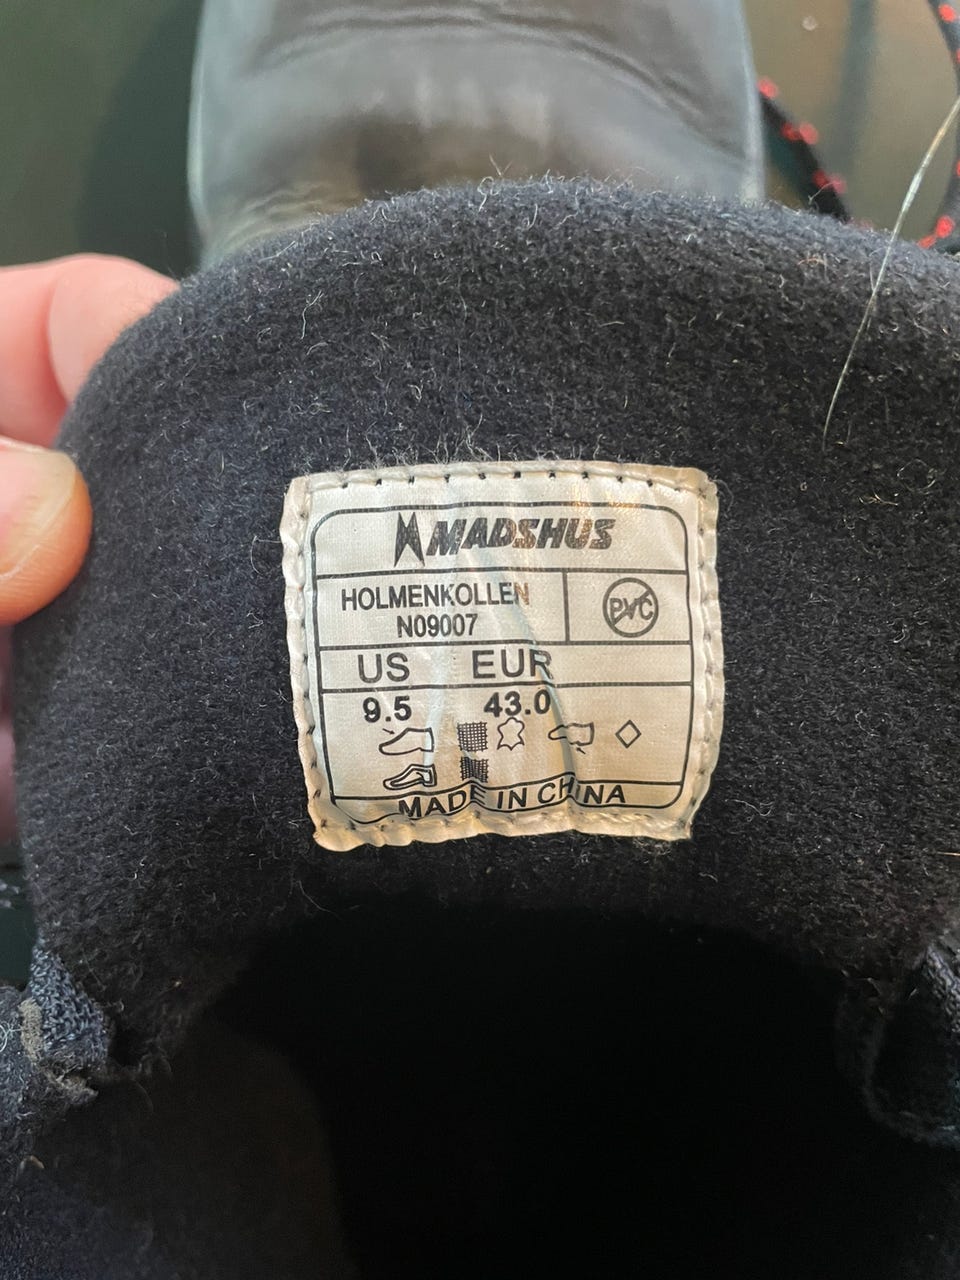 MADSHUS
HOLMENKOLLEN
N09007
PVC
US EUR
9.5 43.0
MADE IN CHINA